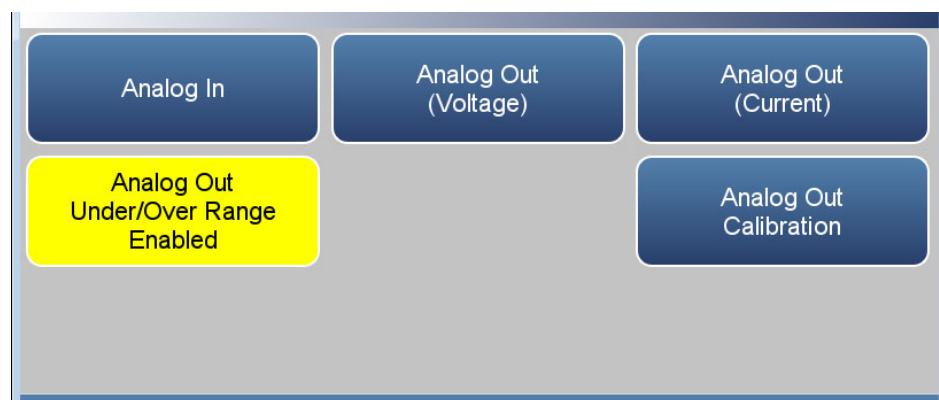 Analog In
Analog Out
(Voltage)
Analog Out
(Current)
Analog Out
Under/Over Range
Enabled
Analog Out
Calibration